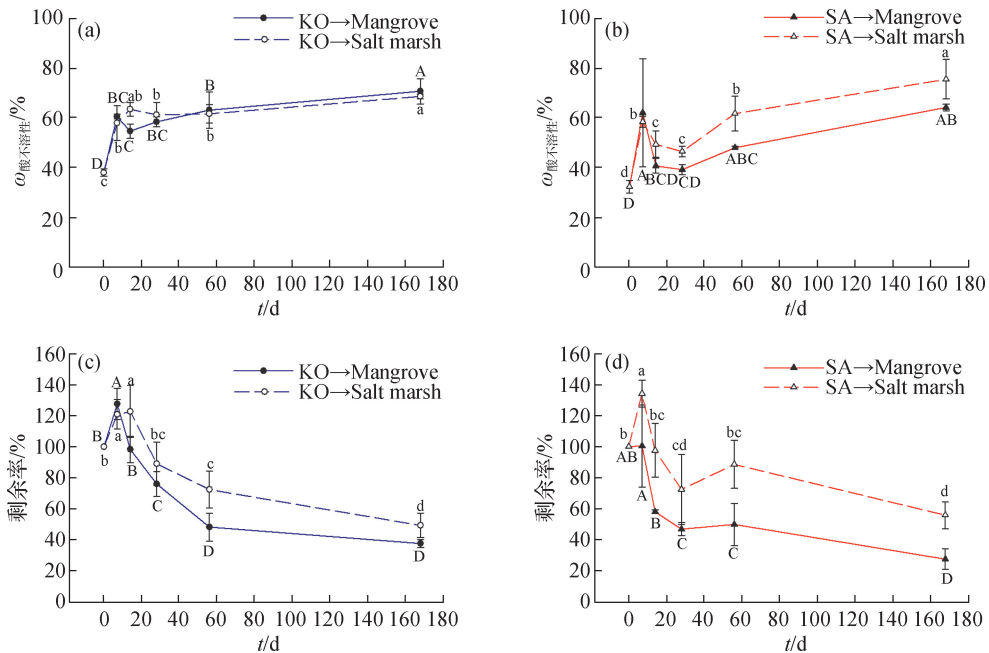 (a)
KO→Mangrove
KO→Salt marsh
100
80
60
40
20
0
ω酸不溶性/%
D
c
BC
b
C
ab
b
BC
B
b
A
a
0 20 40 60 80 100 120 140 160 180
t/d
(b)
SA→Mangrove
SA→Salt marsh
100
80
60
40
20
0
ω酸不溶性/%
d
D
b
A
c
BCD
c
CD
b
ABC
a
AB
0 20 40 60 80 100 120 140 160 180
t/d
(c)
KO→Mangrove
KO→Salt marsh
160
140
120
100
80
60
40
20
0
剩余率/%
B
b
A
a
a
B
bc
C
c
D
d
D
0 20 40 60 80 100 120 140 160 180
t/d
(d)
SA→Mangrove
SA→Salt marsh
160
140
120
100
80
60
40
20
0
剩余率/%
b
AB
a
A
bc
B
cd
C
bc
C
d
D
0 20 40 60 80 100 120 140 160 180
t/d